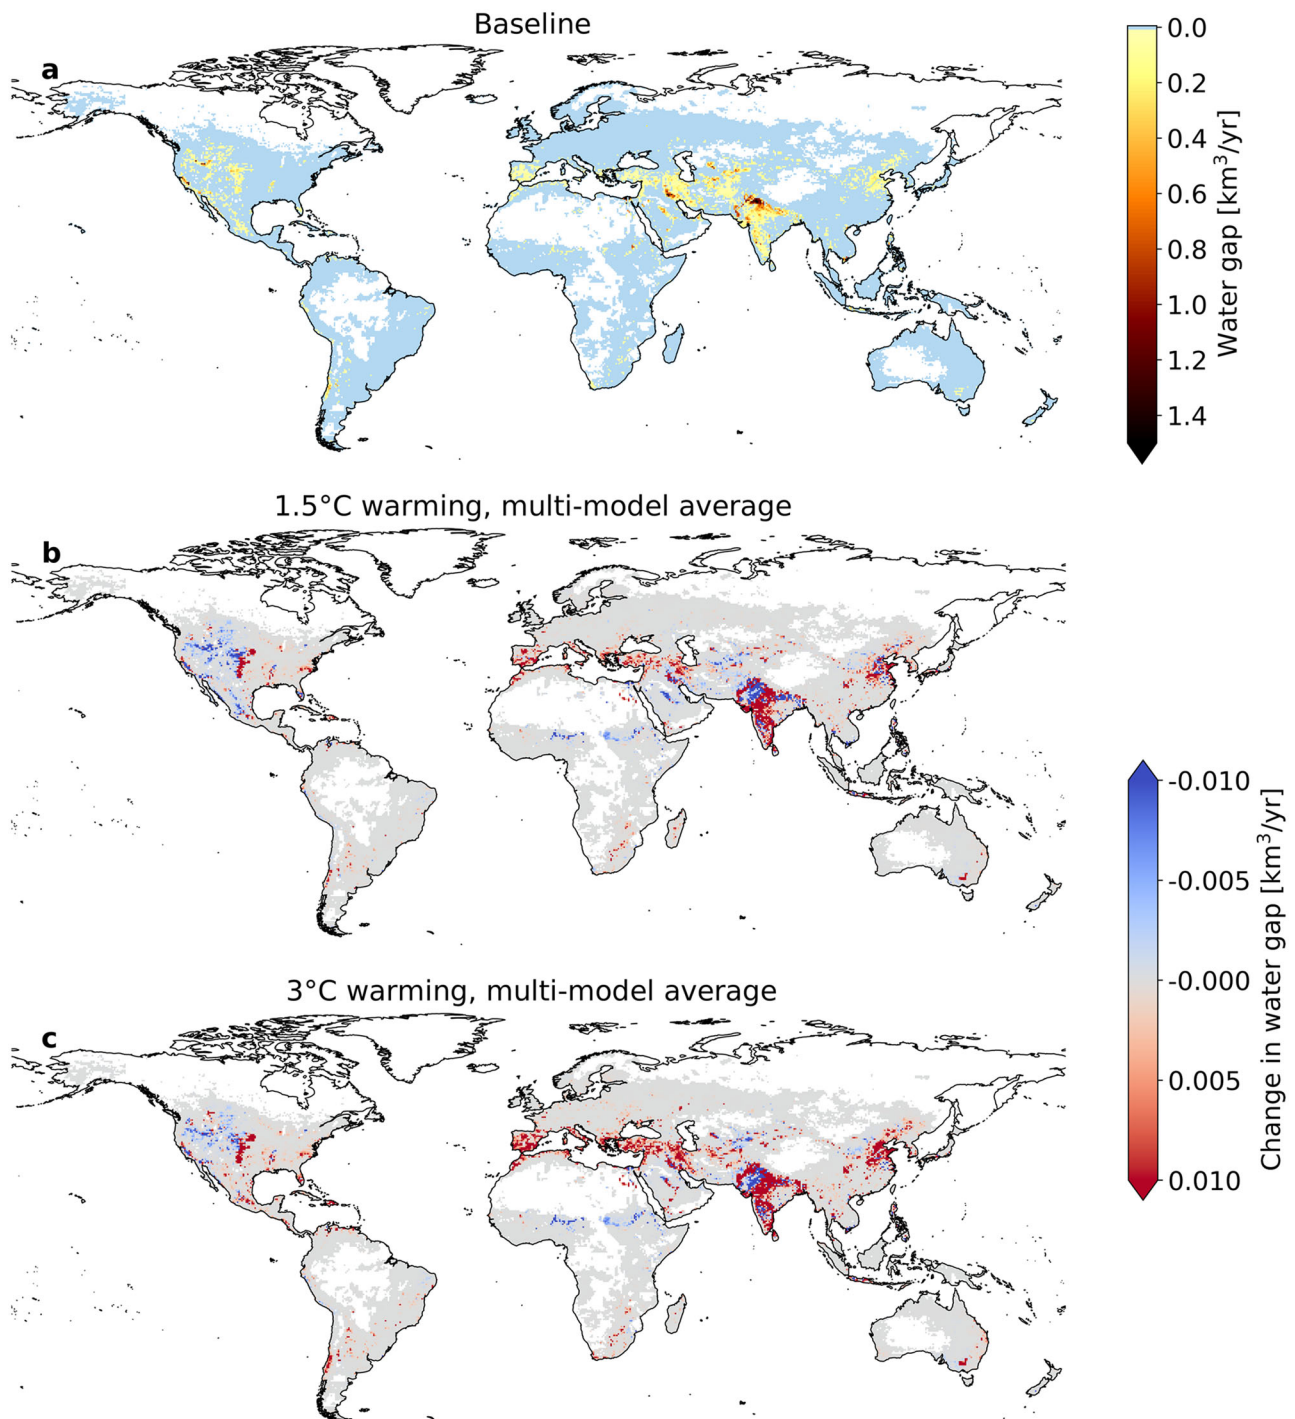 Baseline
a
0.0
0.2
0.4
0.6
0.8
1.0
1.2
1.4
Water gap [km³/yr]
1.5°C warming, multi-model average
b
-0.010
-0.005
-0.000
0.005
0.010
Change in water gap [km³/yr]
3°C warming, multi-model average
c